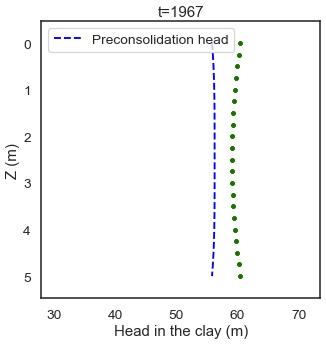 t=1967
Preconsolidation head
0
1
2
3
4
5
Z (m)
30 40 50 60 70
Head in the clay (m)